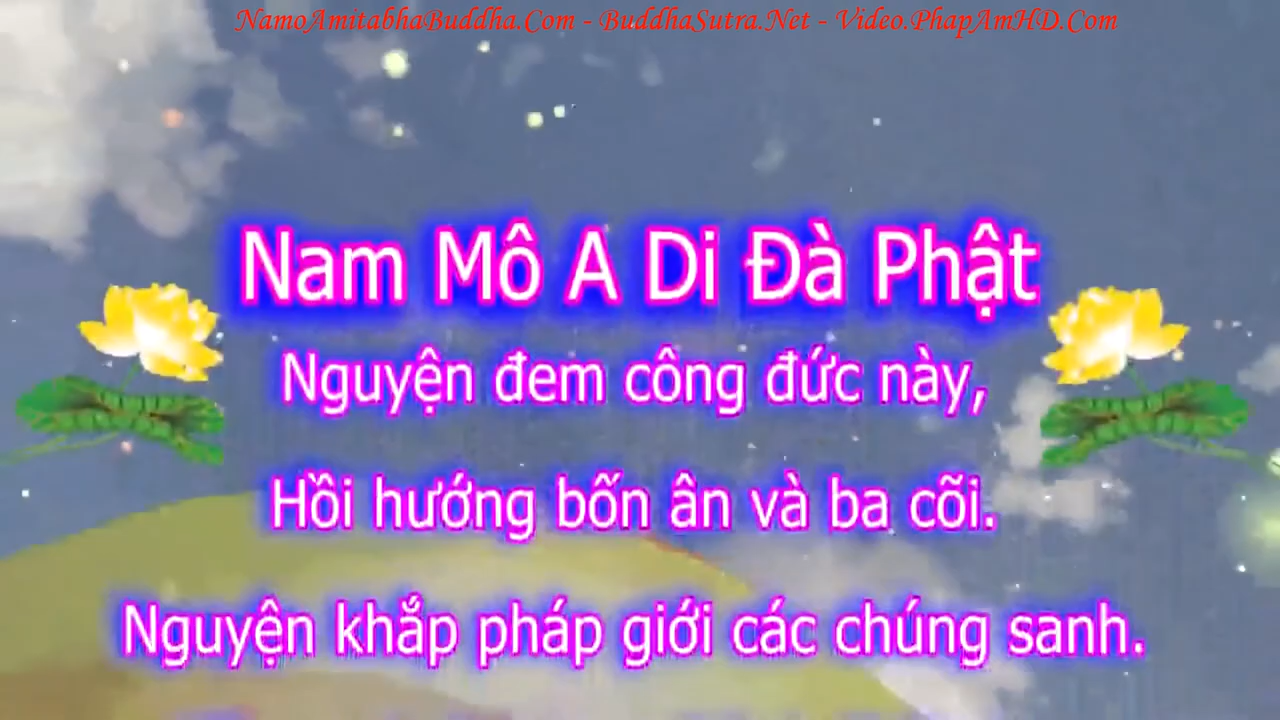 NamoAmitabhaBuddha.Com - BuddhaSutra.Net - Video.PhapAmHD.Com
Nam Mô A Di Đà Phật
Nguyện đem công đức này,
Hồi hướng bốn ân và ba cõi.
Nguyện khắp pháp giới các chúng sanh.